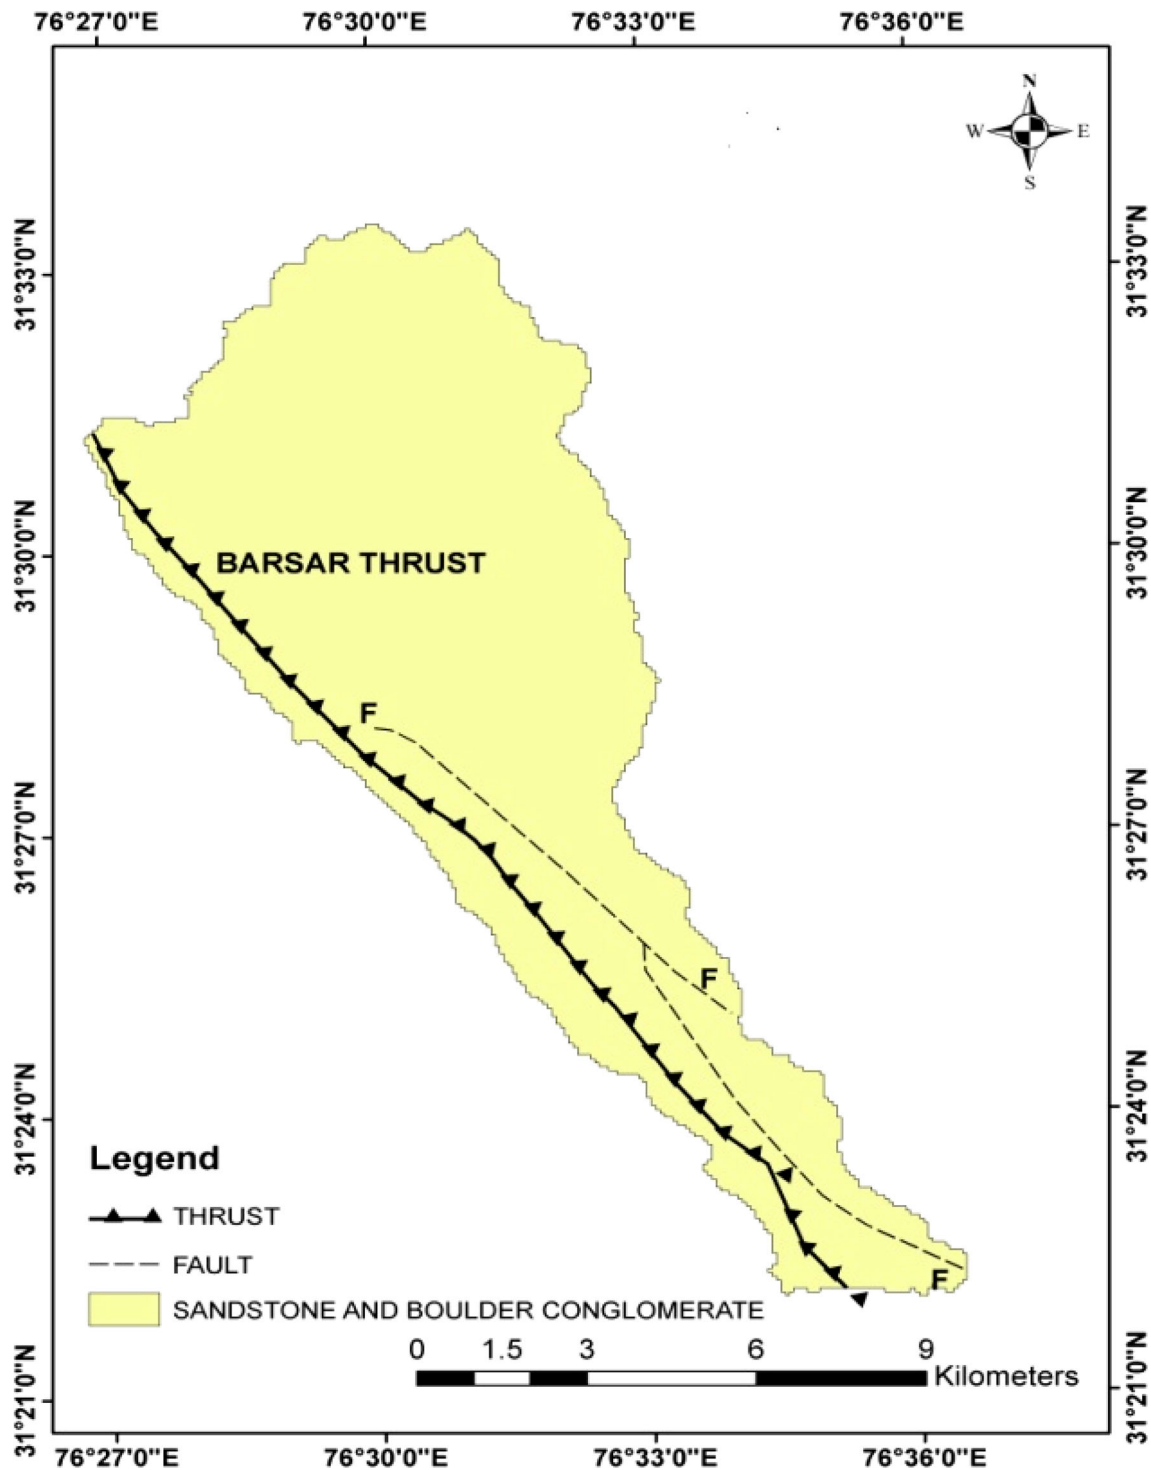 76°27'0"E 76°30'0"E 76°33'0"E 76°36'0"E
N
W E
S
31°33'0"N 31°33'0"N
31°30'0"N 31°30'0"N
BARSAR THRUST
F
31°27'0"N 31°27'0"N
F
31°24'0"N 31°24'0"N
Legend
THRUST
FAULT
F
SANDSTONE AND BOULDER CONGLOMERATE
0 1.5 3 6 9
Kilometers
31°21'0"N 31°21'0"N
76°27'0"E 76°30'0"E 76°33'0"E 76°36'0"E